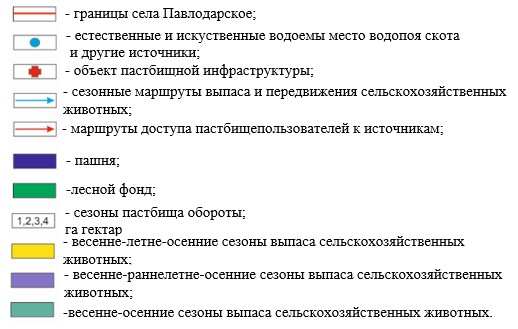 - границы села Павлодарское;
- естественные и искуственные водоемы место водопоя скота
и другие источники;
- объект пастбищной инфраструктуры;
- сезонные маршруты выпаса и передвижения сельскохозяйственных
животных;
- маршруты доступа пастбищепользователей к источникам;
- пашня;
-лесной фонд;
1,2,3,4 - сезоны пастбища обороты;
га гектар
- весенне-летне-осенние сезоны выпаса сельскохозяйственных
животных;
- весенне-раннелетне-осенние сезоны выпаса сельскохозяйственных
животных;
-весенне-осенние сезоны выпаса сельскохозяйственных животных.